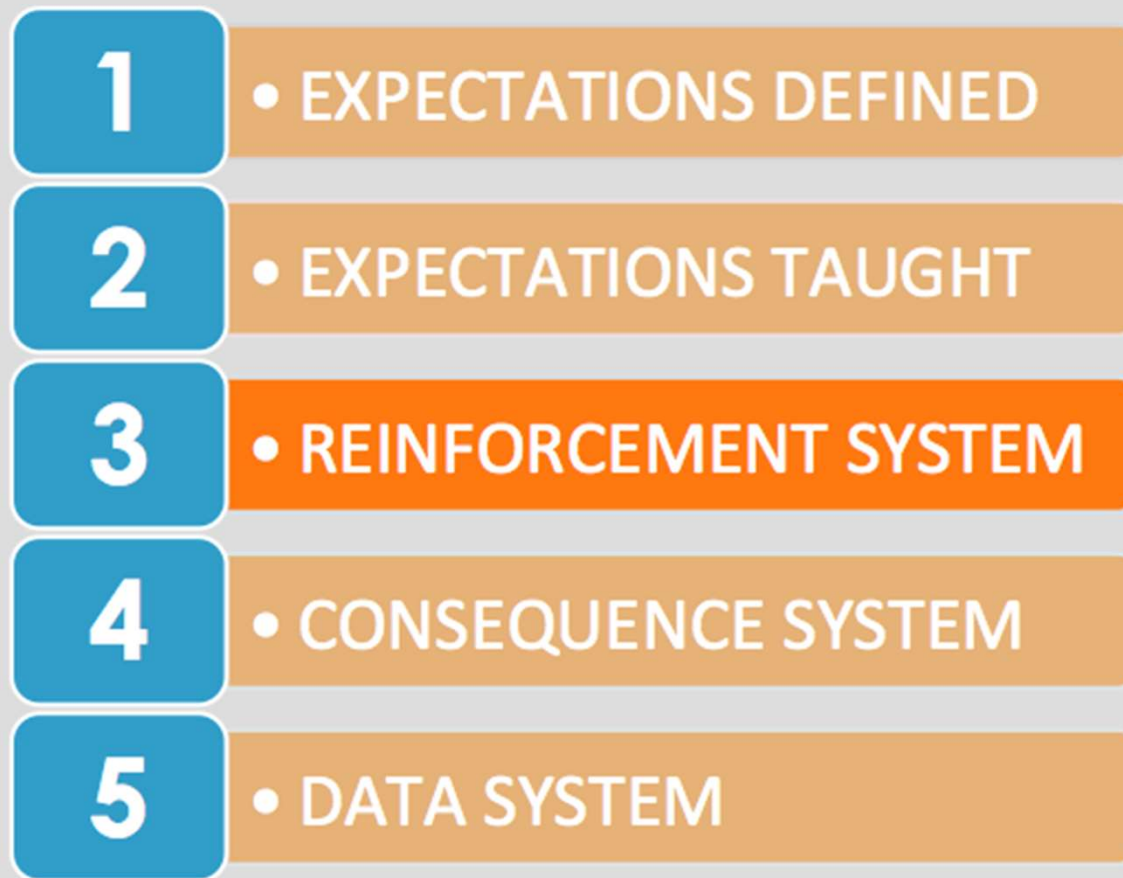 1 • EXPECTATIONS DEFINED
2 • EXPECTATIONS TAUGHT
3 • REINFORCEMENT SYSTEM
4 • CONSEQUENCE SYSTEM
5 • DATA SYSTEM